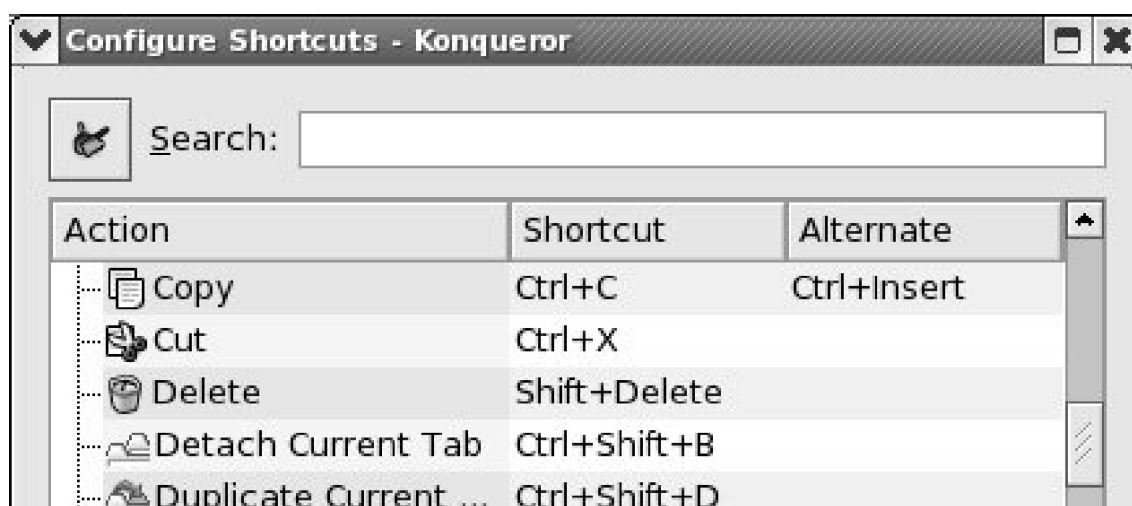 Configure Shortcuts - Konqueror
Search:
Action Shortcut Alternate
Copy Ctrl+C Ctrl+Insert
Cut Ctrl+X
Delete Shift+Delete
Detach Current Tab Ctrl+Shift+B
Duplicate Current ... Ctrl+Shift+D